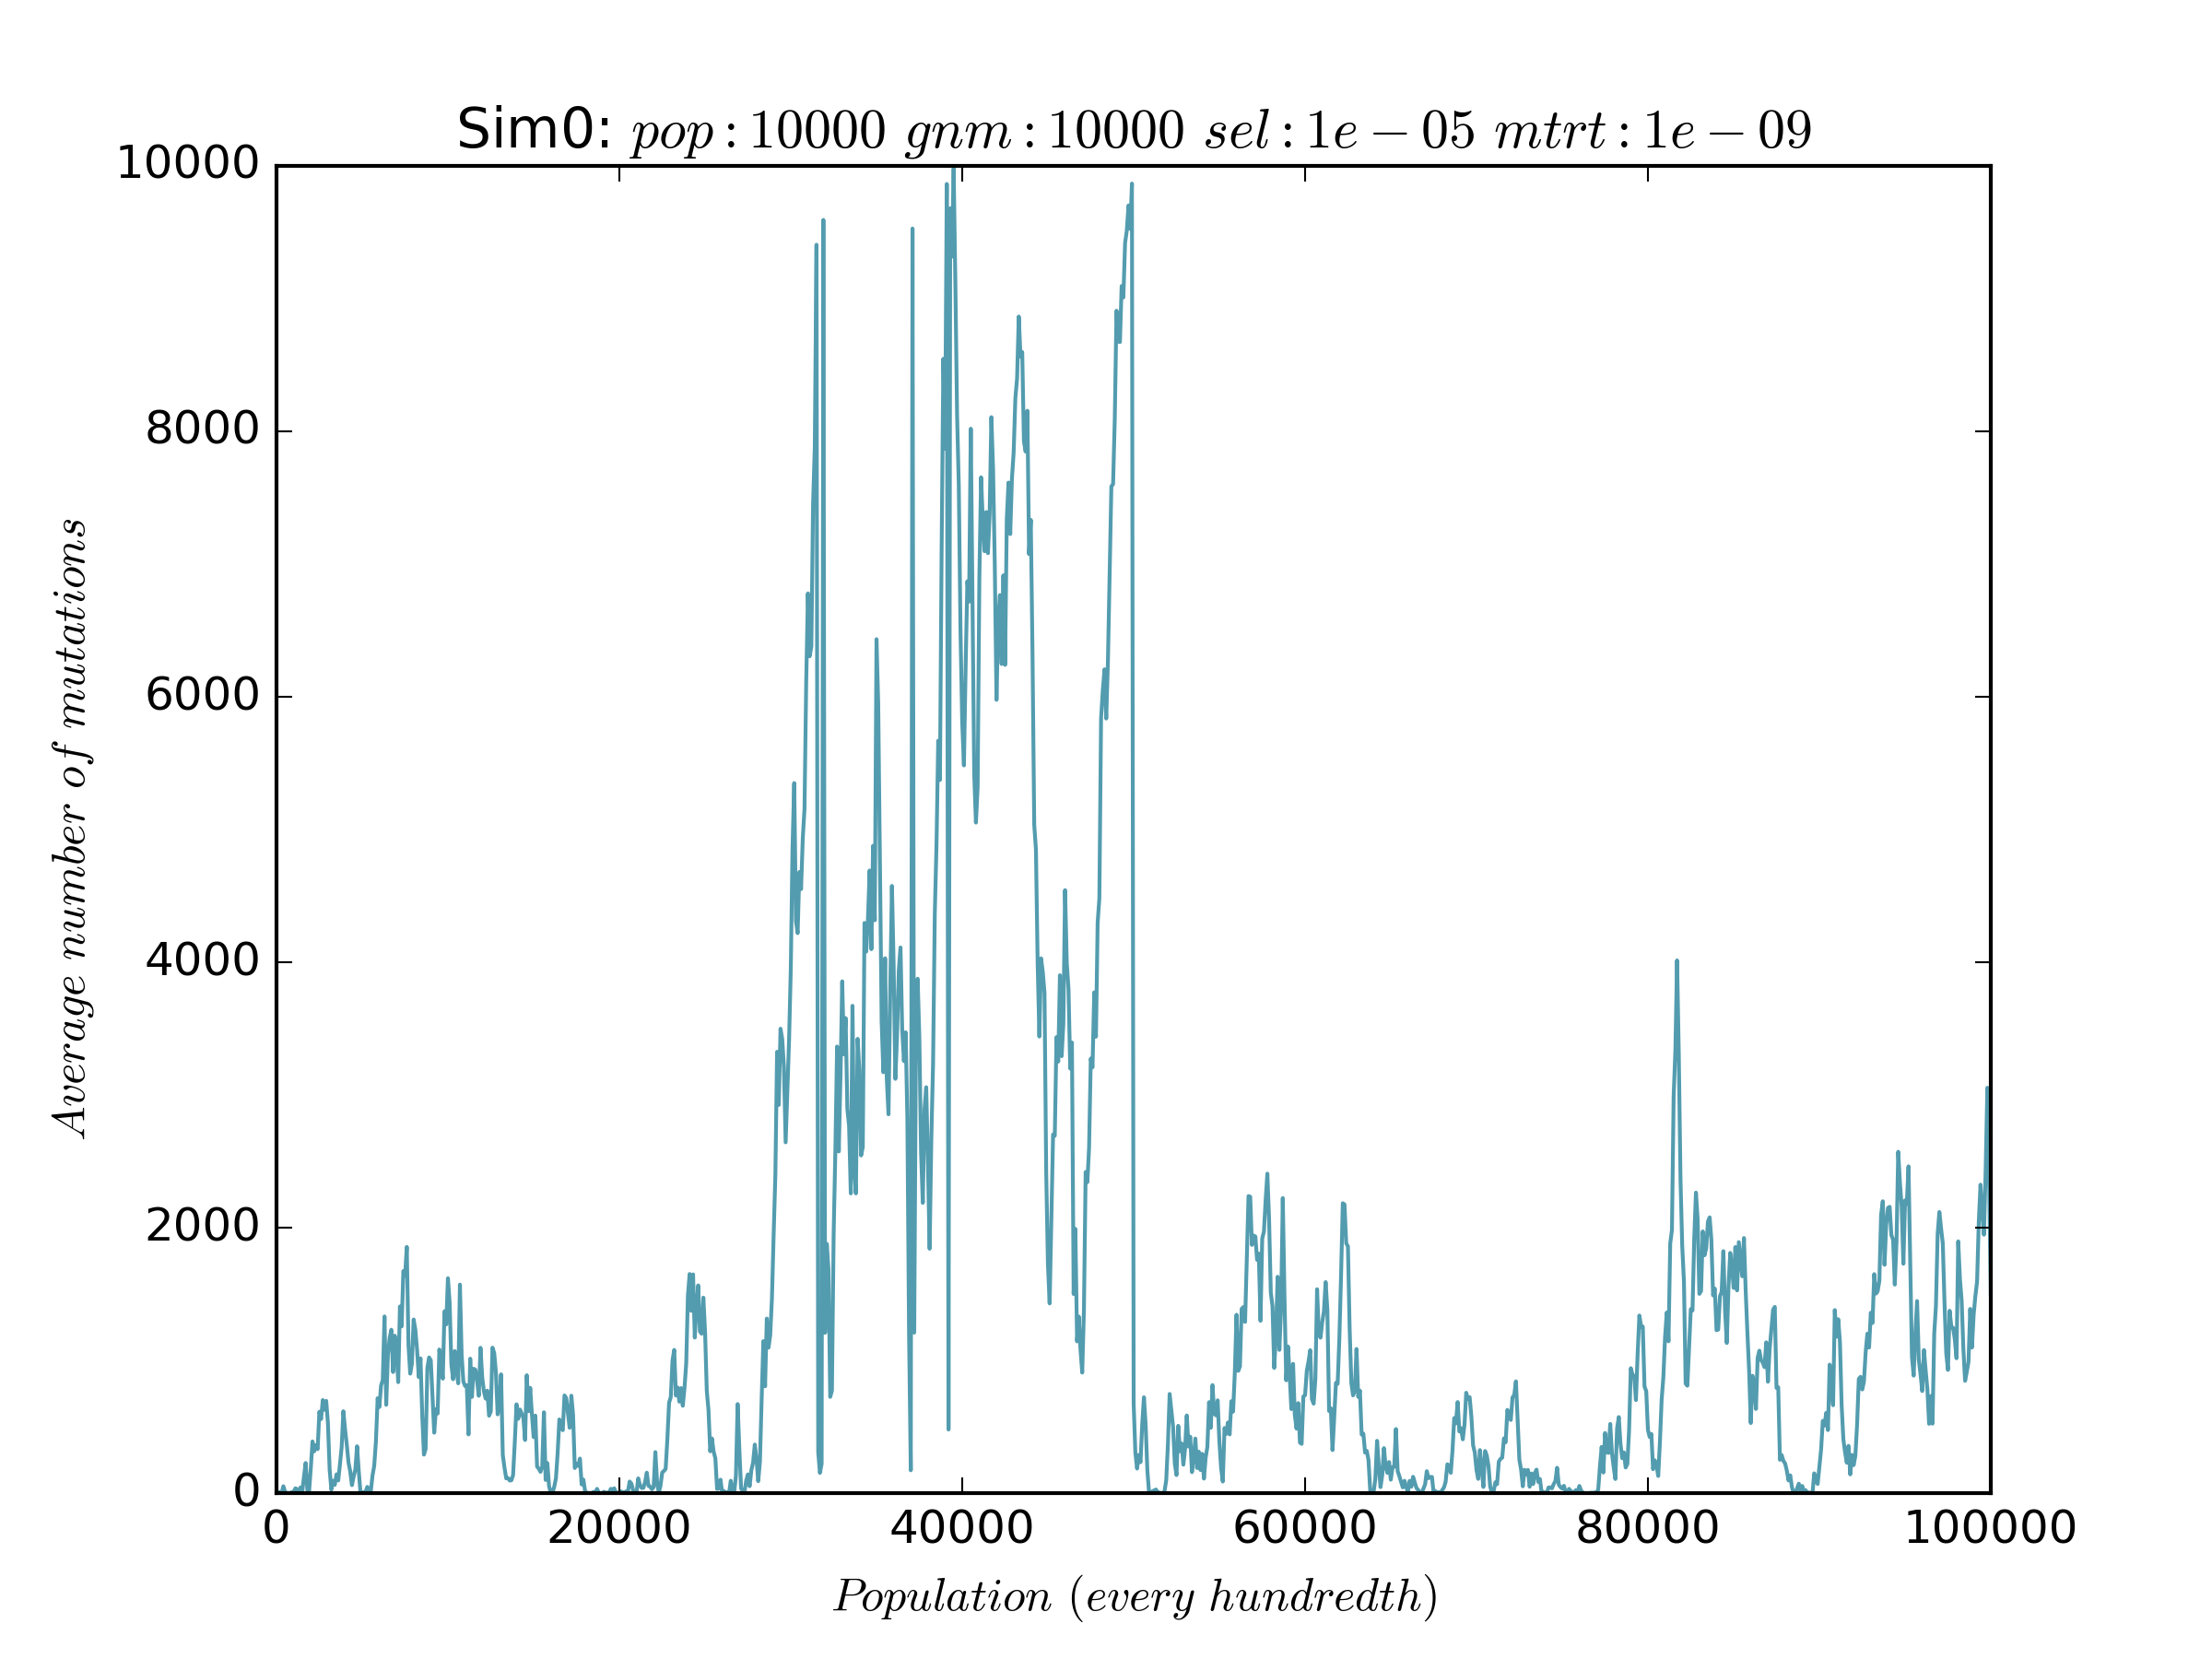 Sim0: pop : 10000 gnm : 10000 sel : 1e − 05 mtrt : 1e − 09
10000
8000
6000
4000
2000
0
Average number of mutations
0 20000 40000 60000 80000 100000
Population (every hundredth)